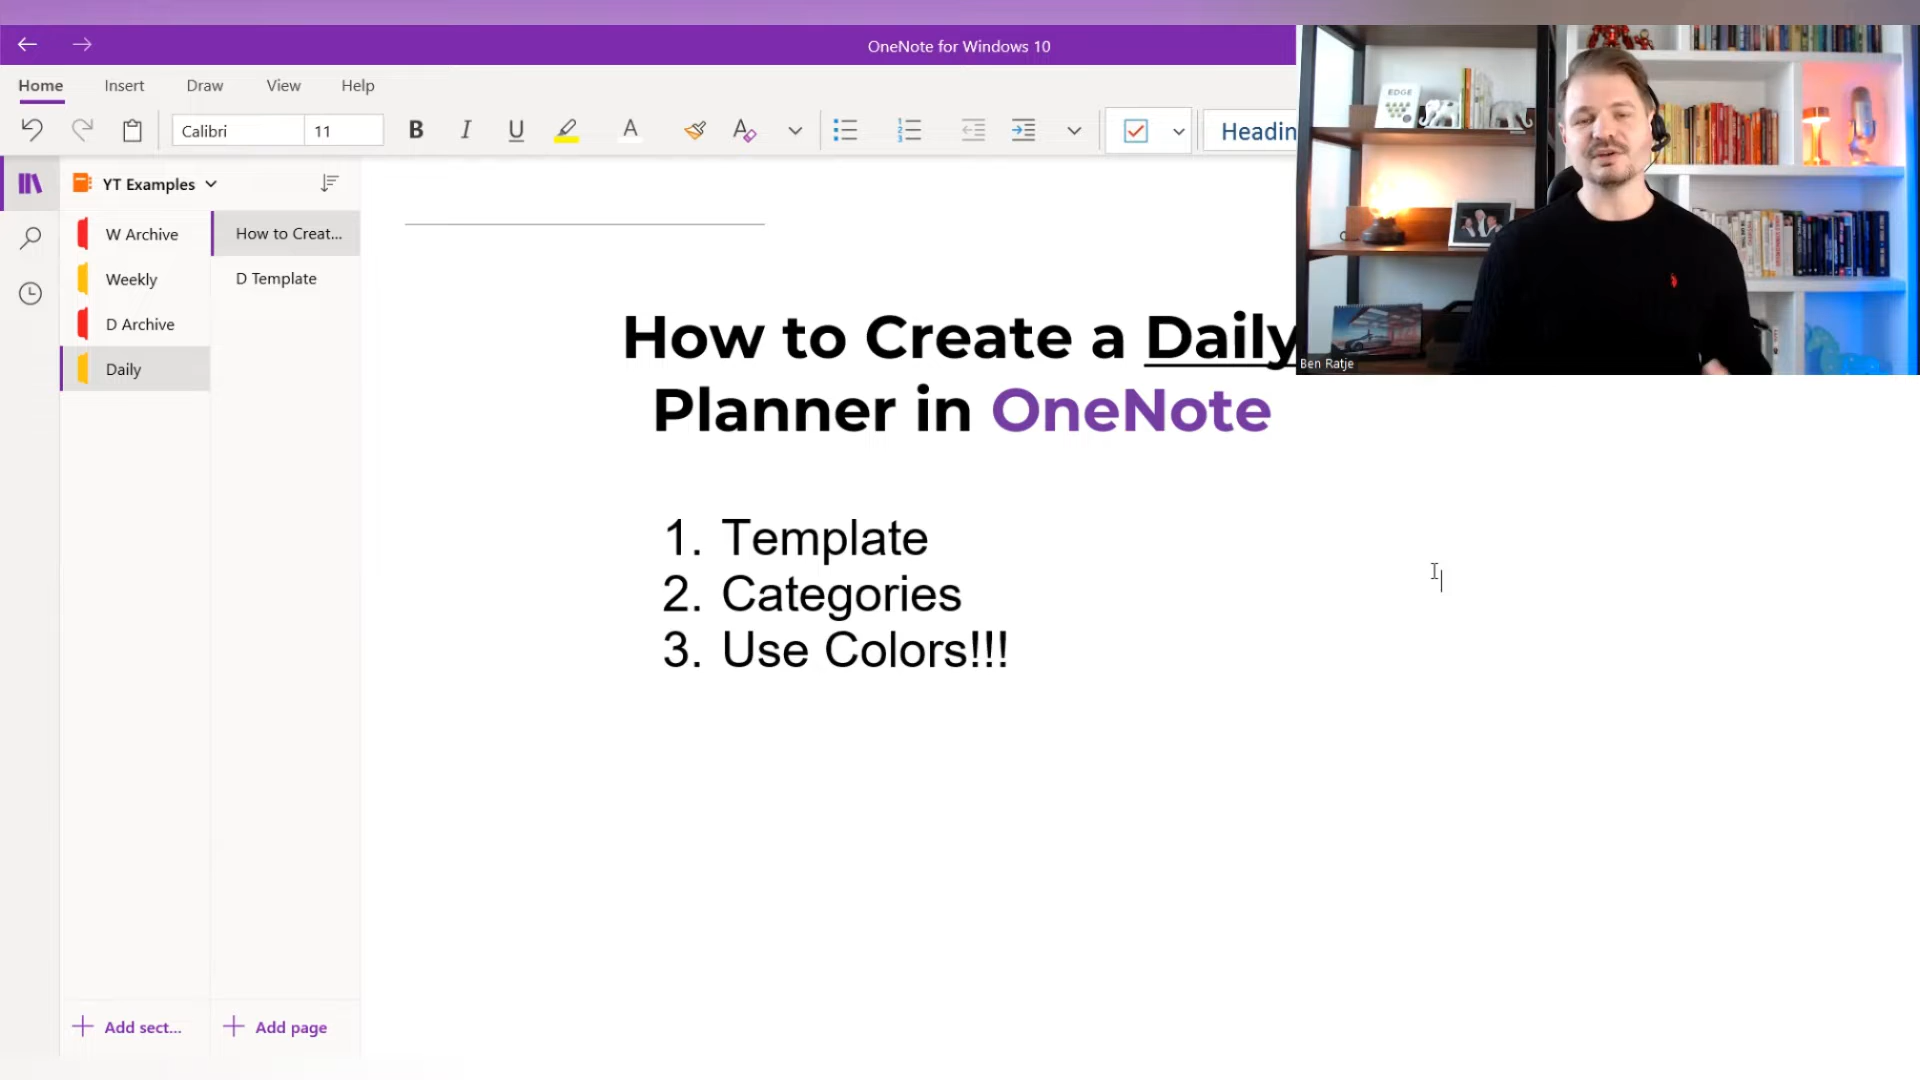 OneNote for Windows 10
Home Insert Draw View Help
Calibri 11 B I U A A Headin
YT Examples
W Archive
Weekly
D Archive
Daily
How to Creat...
D Template
EDGE
Ben Ratje
How to Create a Daily
Planner in OneNote
1. Template
2. Categories
3. Use Colors!!!
Add sect...
Add page